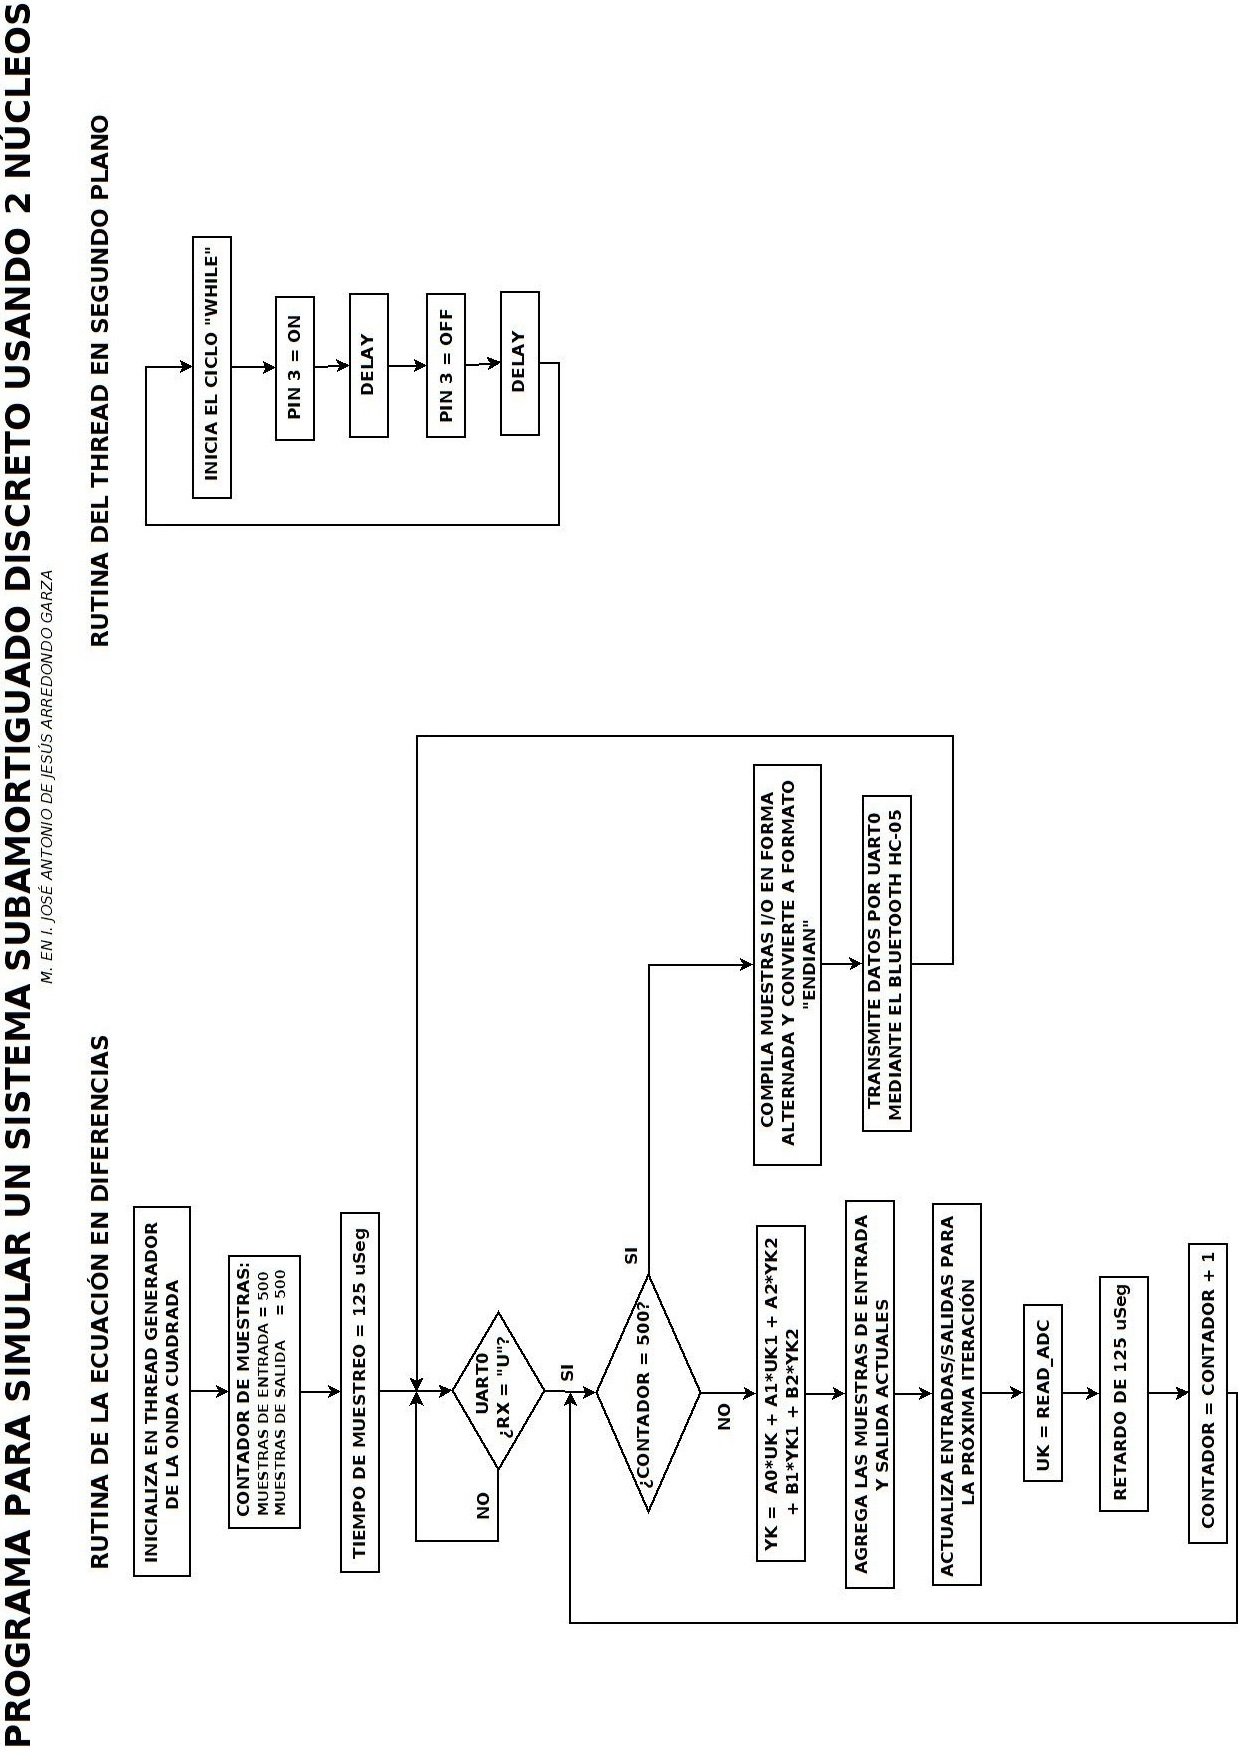 PROGRAMA PARA SIMULAR UN SISTEMA SUBAMORTIGUADO DISCRETO USANDO 2 NÚCLEOS
M. EN I. JOSÉ ANTONIO DE JESÚS ARREDONDO GARZA
RUTINA DE LA ECUACIÓN EN DIFERENCIAS
INICIALIZA EN THREAD GENERADOR
DE LA ONDA CUADRADA
CONTADOR DE MUESTRAS:
MUESTRAS DE ENTRADA = 500
MUESTRAS DE SALIDA = 500
TIEMPO DE MUESTREO = 125 uSeg
UART0
¿RX = "U"?
NO
SI
¿CONTADOR = 500?
SI
NO
YK = A0*UK + A1*UK1 + A2*YK2
+ B1*YK1 + B2*YK2
AGREGA LAS MUESTRAS DE ENTRADA
Y SALIDA ACTUALES
ACTUALIZA ENTRADAS/SALIDAS PARA
LA PRÓXIMA ITERACIÓN
UK = READ_ADC
RETARDO DE 125 uSeg
CONTADOR = CONTADOR + 1
COMPILA MUESTRAS I/O EN FORMA
ALTERNADA Y CONVIERTE A FORMATO
"ENDIAN"
TRANSMITE DATOS POR UART0
MEDIANTE EL BLUETOOTH HC-05
RUTINA DEL THREAD EN SEGUNDO PLANO
INICIA EL CICLO "WHILE"
PIN 3 = ON
DELAY
PIN 3 = OFF
DELAY